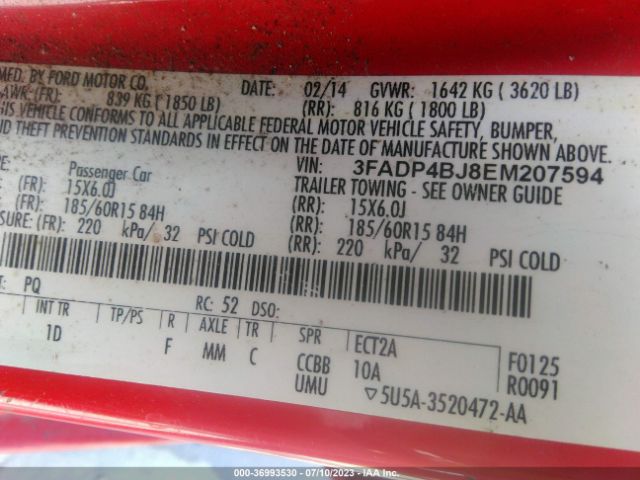 MFD. BY FORD MOTOR CO.
DATE: 02/14 GVWR: 1642 KG ( 3620 LB)
AWR: (FR): 839 KG ( 1850 LB) (RR): 816 KG ( 1800 LB)
VEHICLE CONFORMS TO ALL APPLICABLE FEDERAL MOTOR VEHICLE SAFETY, BUMPER,
THEFT PREVENTION STANDARDS IN EFFECT ON THE DATE OF MANUFACTURE SHOWN ABOVE.
VIN: 3FADP4BJ8EM207594
Passenger Car TRAILER TOWING - SEE OWNER GUIDE
(FR): 15X6.0J (RR): 15X6.0J
(FR): 185/60R15 84H (RR): 185/60R15 84H
SURE: (FR): 220 kPa/ 32 PSI COLD (RR): 220 kPa/ 32 PSI COLD
PQ RC: 52 DSO:
INT TR TP/PS R AXLE TR SPR ECT2A F0125
1D F MM C CCBB 10A R0091
UMU ▽5U5A-3520472-AA
000-36993530 - 07/10/2023 - IAA Inc.